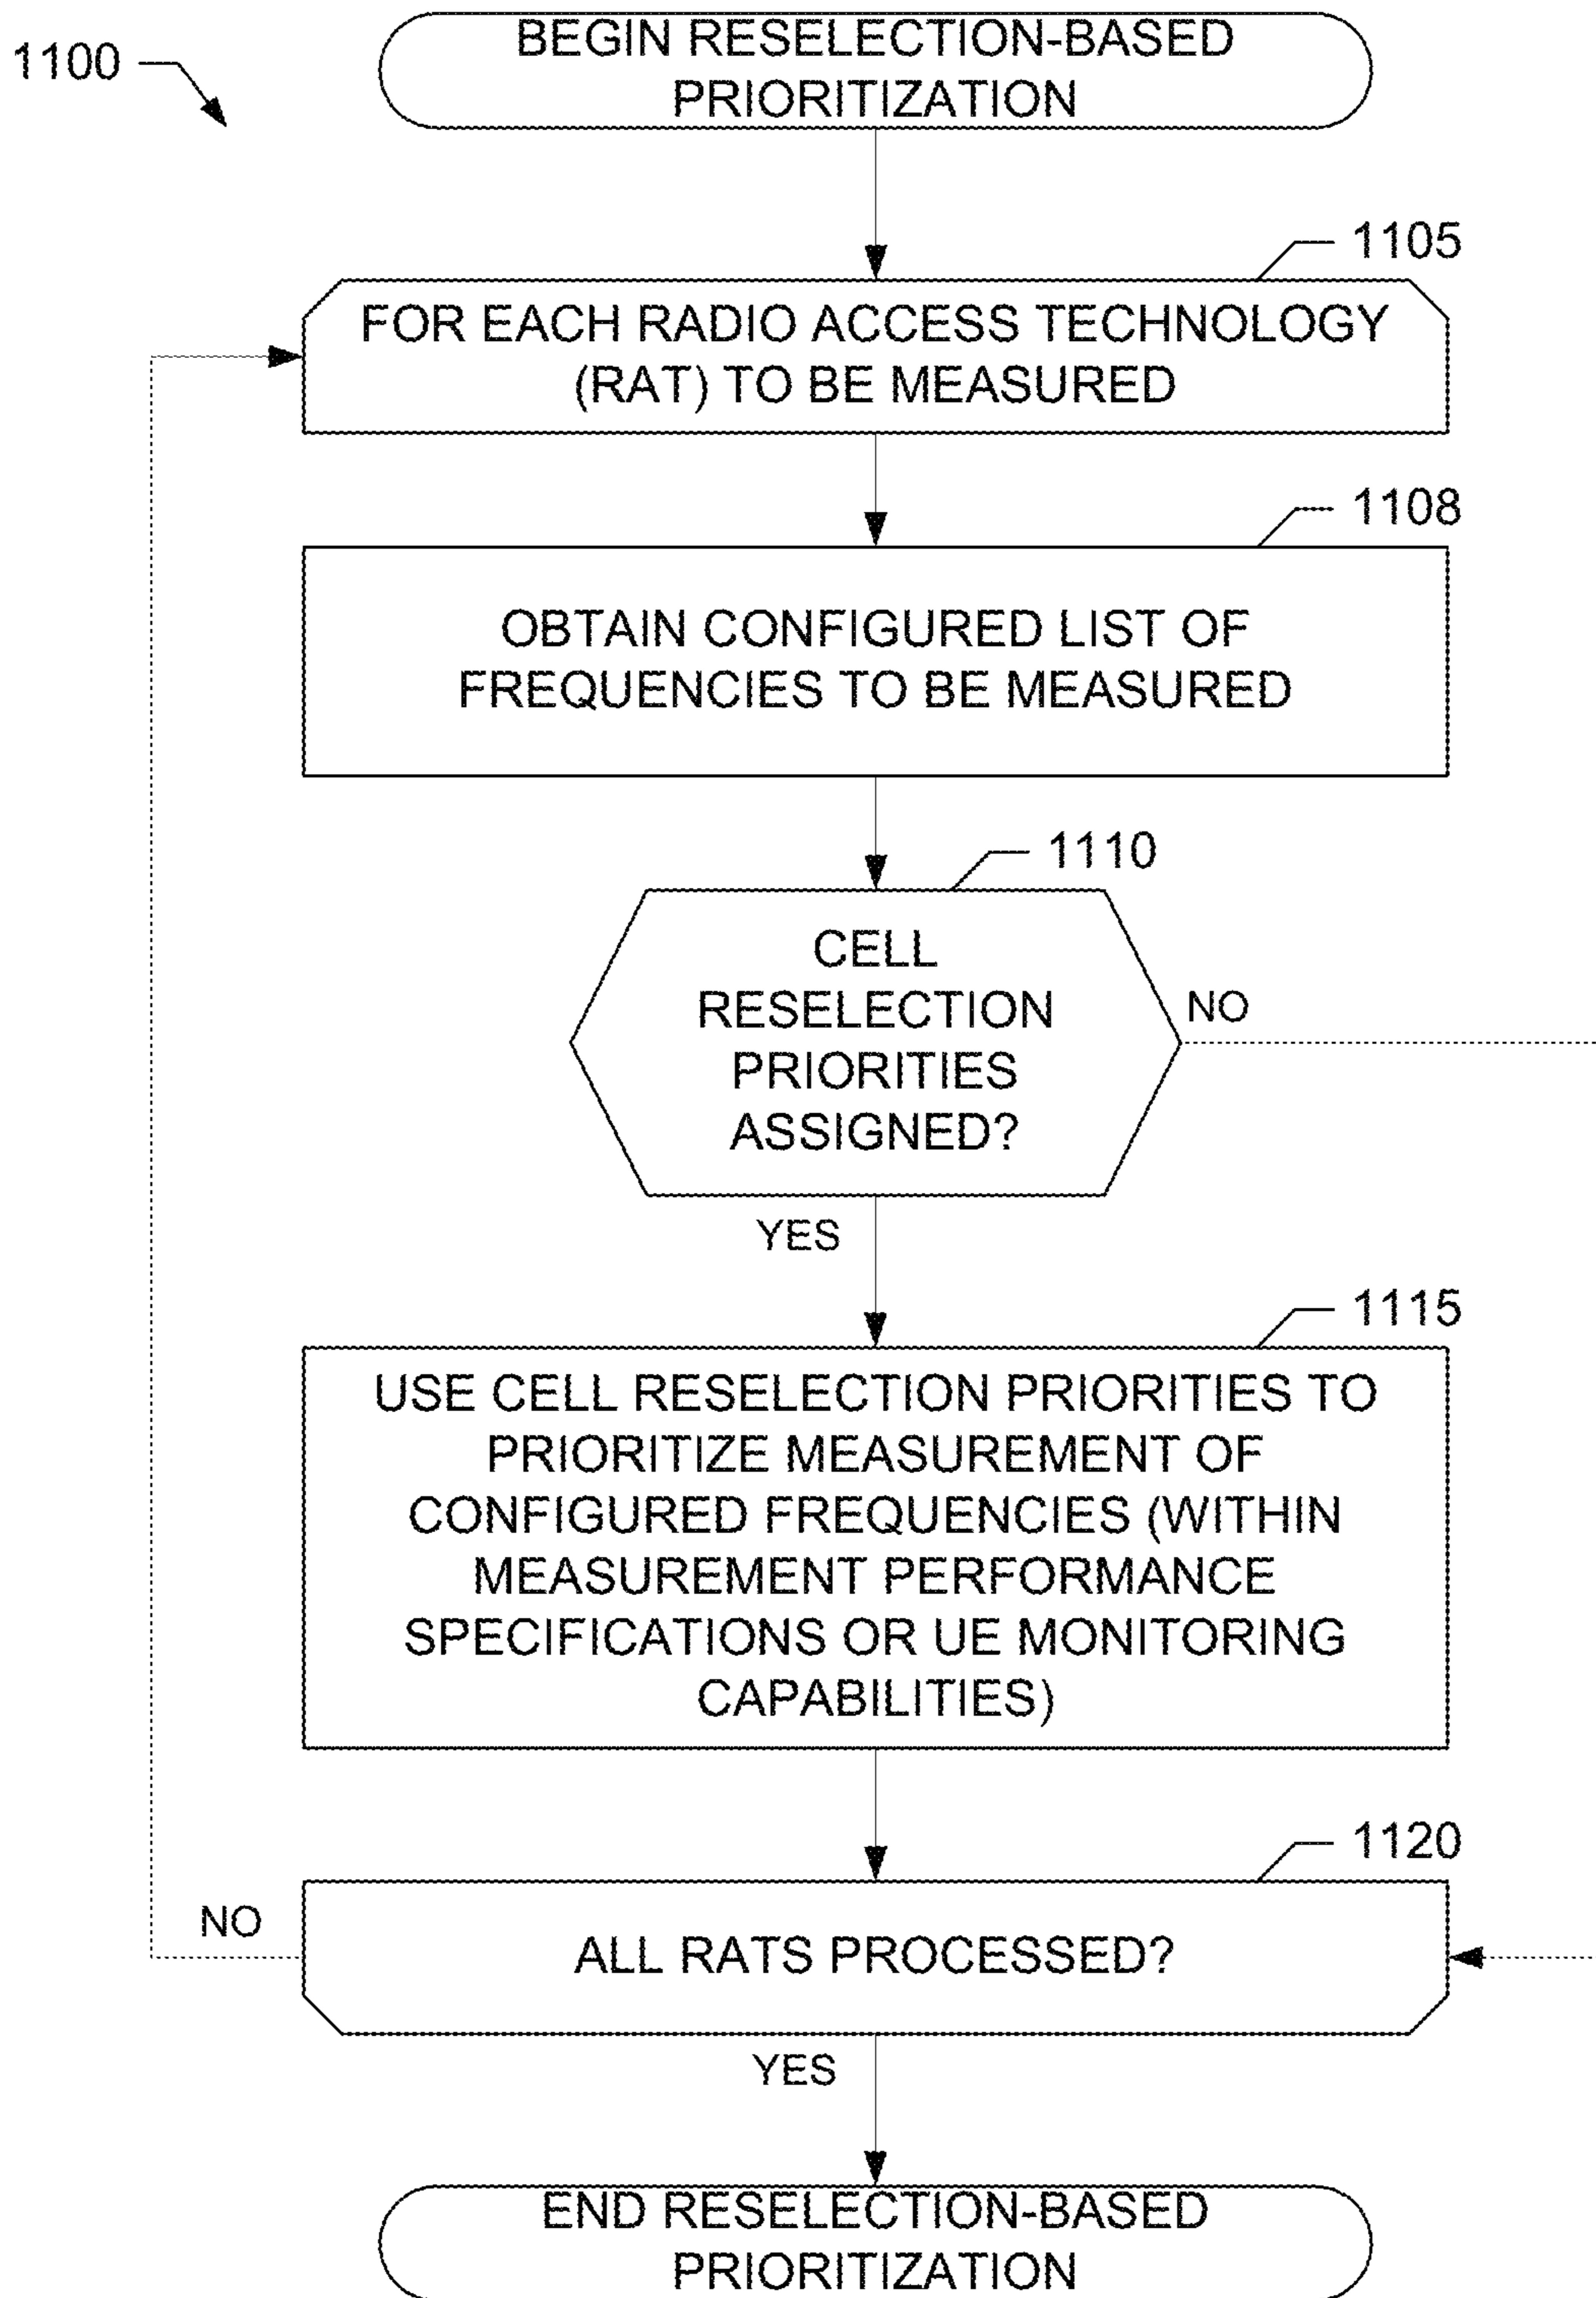 1100
BEGIN RESELECTION-BASED
PRIORITIZATION
1105
FOR EACH RADIO ACCESS TECHNOLOGY
(RAT) TO BE MEASURED
1108
OBTAIN CONFIGURED LIST OF
FREQUENCIES TO BE MEASURED
1110
CELL
RESELECTION
PRIORITIES
ASSIGNED?
NO
YES
1115
USE CELL RESELECTION PRIORITIES TO
PRIORITIZE MEASUREMENT OF
CONFIGURED FREQUENCIES (WITHIN
MEASUREMENT PERFORMANCE
SPECIFICATIONS OR UE MONITORING
CAPABILITIES)
1120
NO
ALL RATS PROCESSED?
YES
END RESELECTION-BASED
PRIORITIZATION